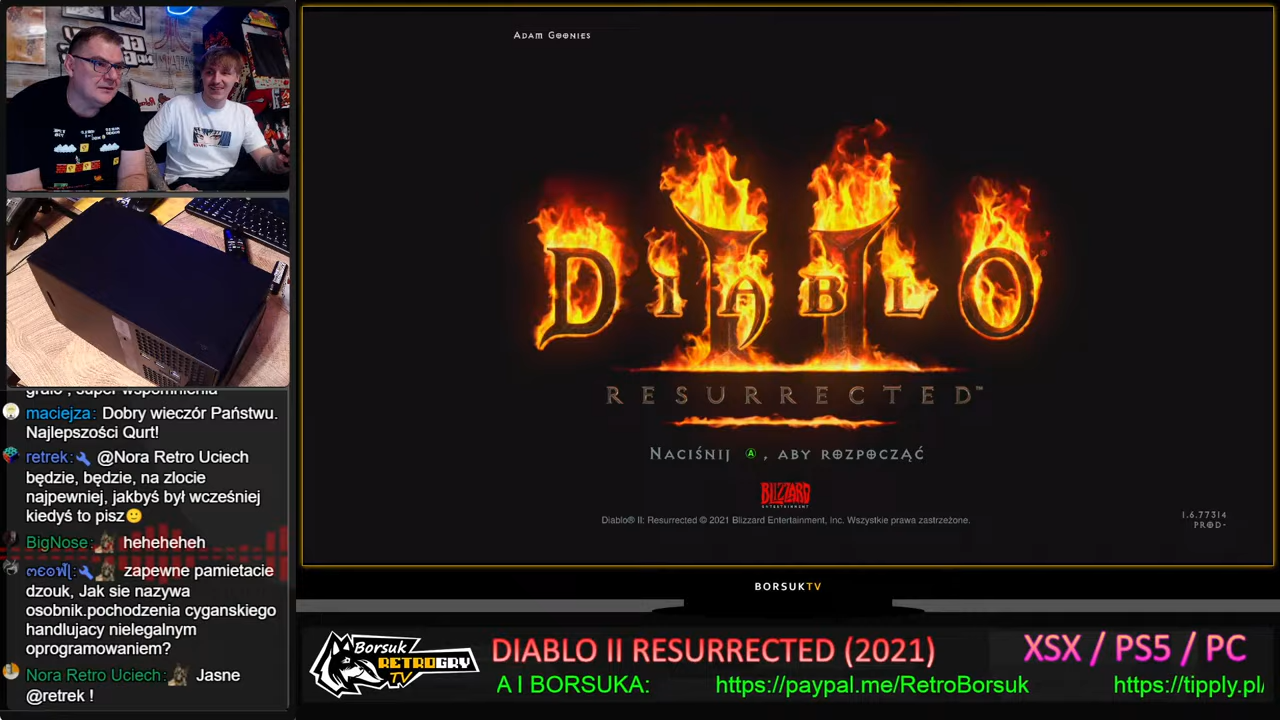 ADAM GOONIES
DIABLO II
RESURRECTED™
NACIŚNIJ A, ABY ROZPOCZĄĆ
BLIZZARD
ENTERTAINMENT
Diablo® II: Resurrected © 2021 Blizzard Entertainment, Inc. Wszystkie prawa zastrzeżone.
1.6.77314
PROD-
maciejza: Dobry wieczór Państwu.
Najlepszości Qurt!
retrek: @Nora Retro Uciech
będzie, będzie, na zlocie
najpewniej, jakbyś był wcześniej
kiedyś to pisz🙂
BigNose: heheheheh
zapewne pamietacie
dzouk, Jak sie nazywa
osobnik.pochodzenia cyganskiego
handlujacy nielegalnym
oprogramowaniem?
Nora Retro Uciech: Jasne
@retrek !
BORSUKTV
Borsuk
RETROGRY
TV
DIABLO II RESURRECTED (2021)
XSX / PS5 / PC
A I BORSUKA: https://paypal.me/RetroBorsuk https://tipply.pl/